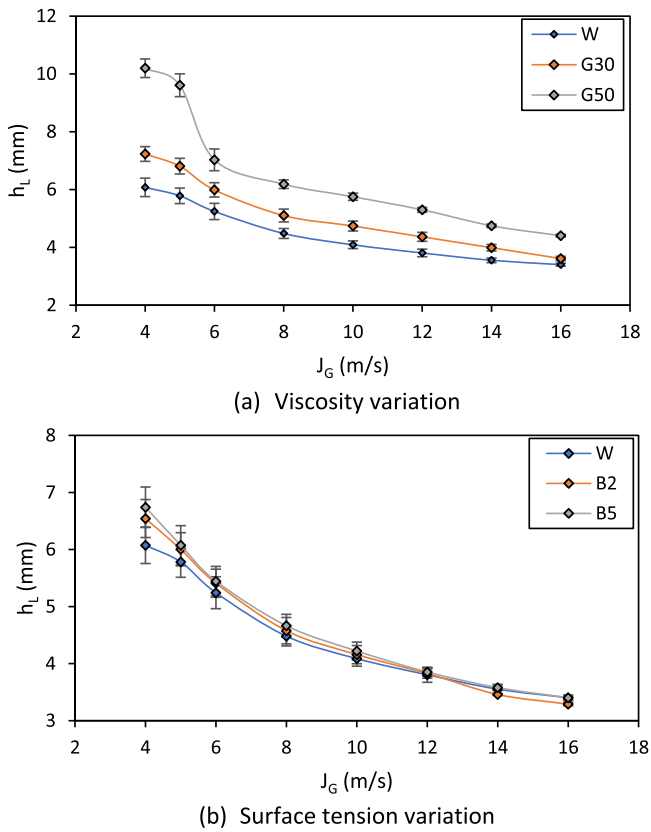 12
10
8
6
4
2
h_L (mm)
W
G30
G50
2 4 6 8 10 12 14 16 18
J_G (m/s)
(a) Viscosity variation
8
7
6
5
4
3
h_L (mm)
W
B2
B5
2 4 6 8 10 12 14 16 18
J_G (m/s)
(b) Surface tension variation